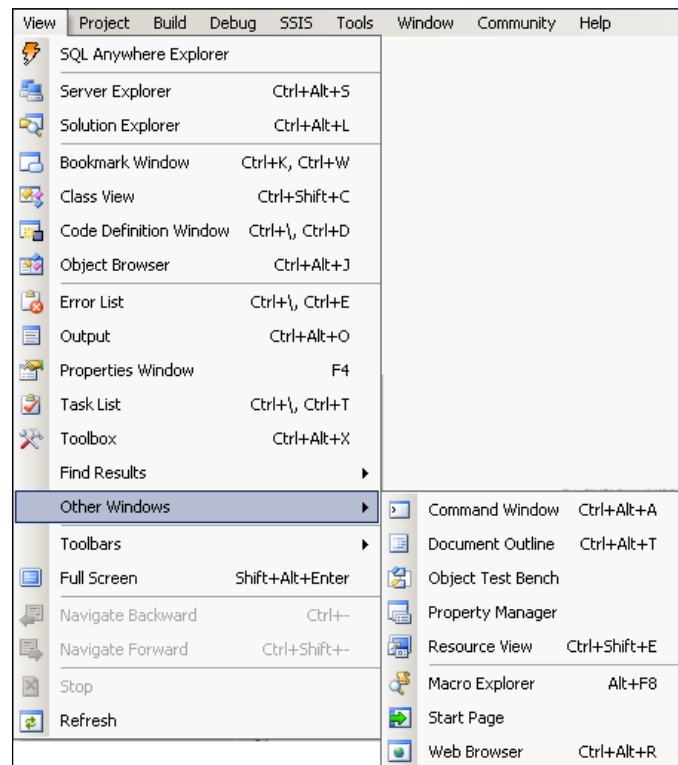 View Project Build Debug SSIS Tools Window Community Help
SQL Anywhere Explorer
Server Explorer Ctrl+Alt+S
Solution Explorer Ctrl+Alt+L
Bookmark Window Ctrl+K, Ctrl+W
Class View Ctrl+Shift+C
Code Definition Window Ctrl+\, Ctrl+D
Object Browser Ctrl+Alt+J
Error List Ctrl+\, Ctrl+E
Output Ctrl+Alt+O
Properties Window F4
Task List Ctrl+\, Ctrl+T
Toolbox Ctrl+Alt+X
Find Results
Other Windows
Toolbars
Full Screen Shift+Alt+Enter
Navigate Backward Ctrl+-
Navigate Forward Ctrl+Shift+-
Stop
Refresh
Command Window Ctrl+Alt+A
Document Outline Ctrl+Alt+T
Object Test Bench
Property Manager
Resource View Ctrl+Shift+E
Macro Explorer Alt+F8
Start Page
Web Browser Ctrl+Alt+R